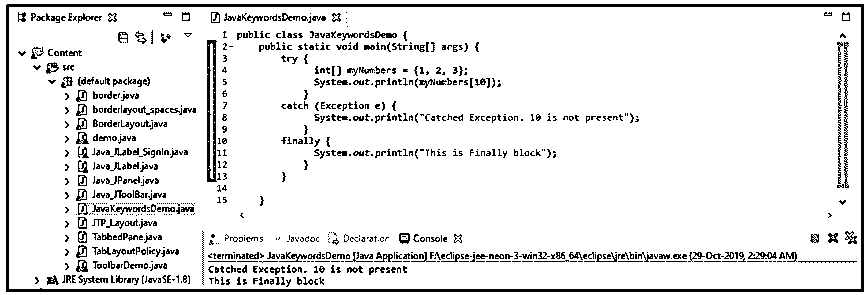 Package Explorer
Content
src
(default package)
border.java
borderlayout_spaces.java
BorderLayout.java
demo.java
Java_JLabel_SignIn.java
Java_JLabel.java
Java_JPanel.java
Java_JToolBar.java
JavaKeywordsDemo.java
JTP_Layout.java
TabbedPane.java
TabLayoutPolicy.java
ToolbarDemo.java
JRE System Library [JavaSE-1.8]
JavaKeywordsDemo.java
1 public class JavaKeywordsDemo {
2 public static void main(String[] args) {
3 try {
4 int[] myNumbers = {1, 2, 3};
5 System.out.println(myNumbers[10]);
6 }
7 catch (Exception e) {
8 System.out.println("Catched Exception. 10 is not present");
9 }
10 finally {
11 System.out.println("This is Finally block");
12 }
13 }
14
15 }
Problems Javadoc Declaration Console
<terminated> JavaKeywordsDemo [Java Application] F:\eclipse-jee-neon-3-win32-x86_64\eclipse\jre\bin\javaw.exe (29-Oct-2019, 2:29:04 AM)
Catched Exception. 10 is not present
This is Finally block